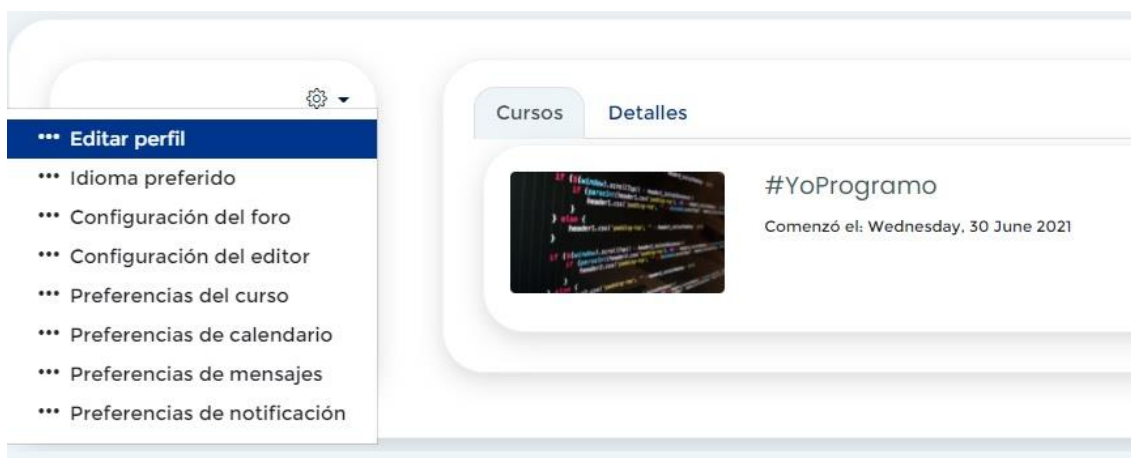 ••• Editar perfil
••• Idioma preferido
••• Configuración del foro
••• Configuración del editor
••• Preferencias del curso
••• Preferencias de calendario
••• Preferencias de mensajes
••• Preferencias de notificación
Cursos Detalles
#YoProgramo
Comenzó el: Wednesday, 30 June 2021